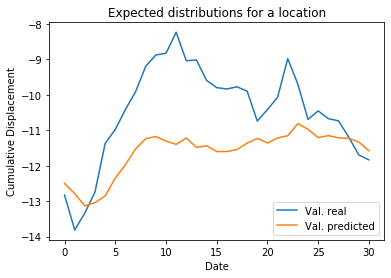 Expected distributions for a location
Cumulative Displacement
−8
−9
−10
−11
−12
−13
−14
0
5
10
15
20
25
30
Date
Val. real
Val. predicted